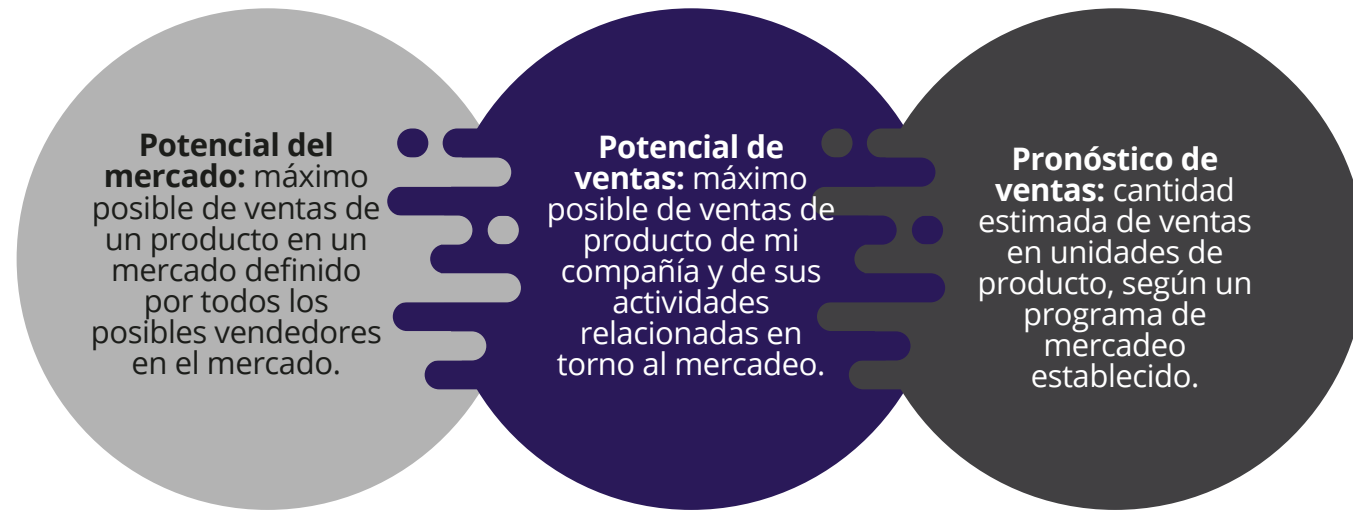 Potencial del
mercado: máximo
posible de ventas de
un producto en un
mercado definido
por todos los
posibles vendedores
en el mercado.
Potencial de
ventas: máximo
posible de ventas de
producto de mi
compañía y de sus
actividades
relacionadas en
torno al mercadeo.
Pronóstico de
ventas: cantidad
estimada de ventas
en unidades de
producto, según un
programa de
mercadeo
establecido.